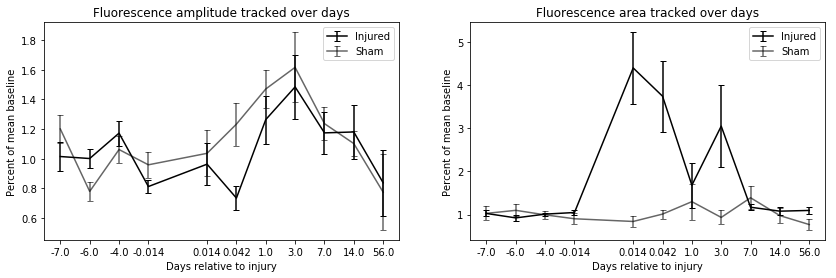 Fluorescence amplitude tracked over days
Percent of mean baseline
1.8
1.6
1.4
1.2
1.0
0.8
0.6
Injured
Sham
-7.0 -6.0 -4.0 -0.014 0.014 0.042 1.0 3.0 7.0 14.0 56.0
Days relative to injury
Fluorescence area tracked over days
Percent of mean baseline
5
4
3
2
1
Injured
Sham
-7.0 -6.0 -4.0 -0.014 0.014 0.042 1.0 3.0 7.0 14.0 56.0
Days relative to injury